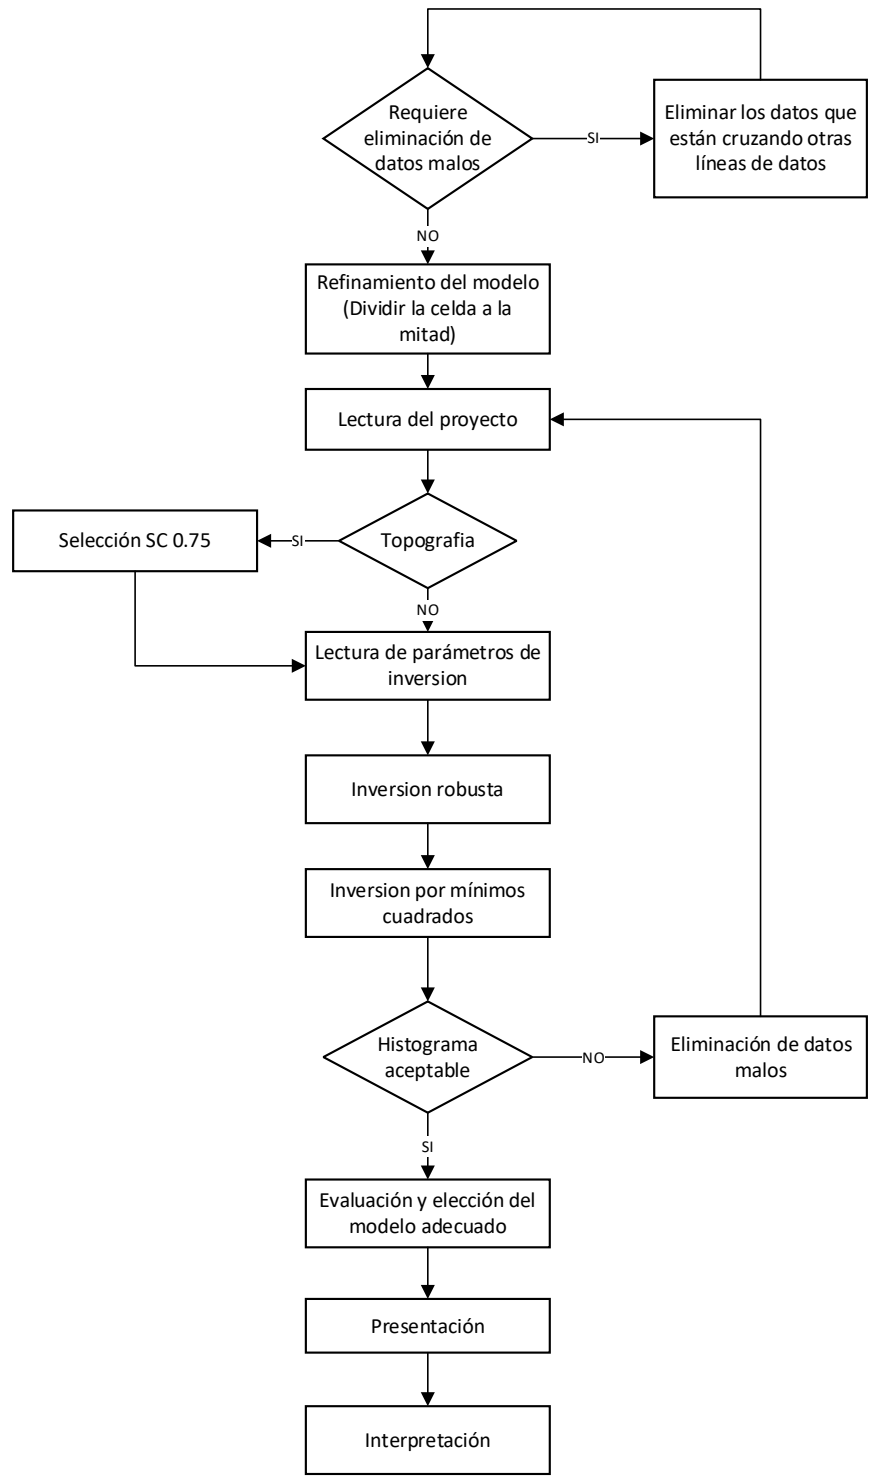 Requiere
eliminación de
datos malos
SI
Eliminar los datos que
están cruzando otras
líneas de datos
NO
Refinamiento del modelo
(Dividir la celda a la
mitad)
Lectura del proyecto
Topografia
SI
Selección SC 0.75
NO
Lectura de parámetros de
inversion
Inversion robusta
Inversion por mínimos
cuadrados
Histograma
aceptable
NO
Eliminación de datos
malos
SI
Evaluación y elección del
modelo adecuado
Presentación
Interpretación